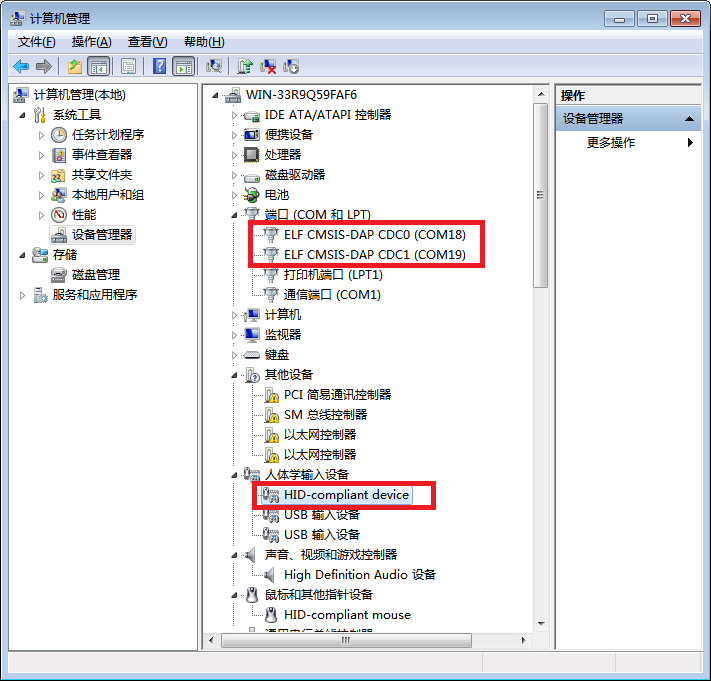 计算机管理
文件(F) 操作(A) 查看(V) 帮助(H)
计算机管理(本地)
系统工具
任务计划程序
事件查看器
共享文件夹
本地用户和组
性能
设备管理器
存储
磁盘管理
服务和应用程序
WIN-33R9Q59FAF6
IDE ATA/ATAPI 控制器
便携设备
处理器
磁盘驱动器
电池
端口 (COM 和 LPT)
ELF CMSIS-DAP CDC0 (COM18)
ELF CMSIS-DAP CDC1 (COM19)
打印机端口 (LPT1)
通信端口 (COM1)
计算机
监视器
键盘
其他设备
PCI 简易通讯控制器
SM 总线控制器
以太网控制器
以太网控制器
人体学输入设备
HID-compliant device
USB 输入设备
USB 输入设备
声音、视频和游戏控制器
High Definition Audio 设备
鼠标和其他指针设备
HID-compliant mouse
操作
设备管理器
更多操作